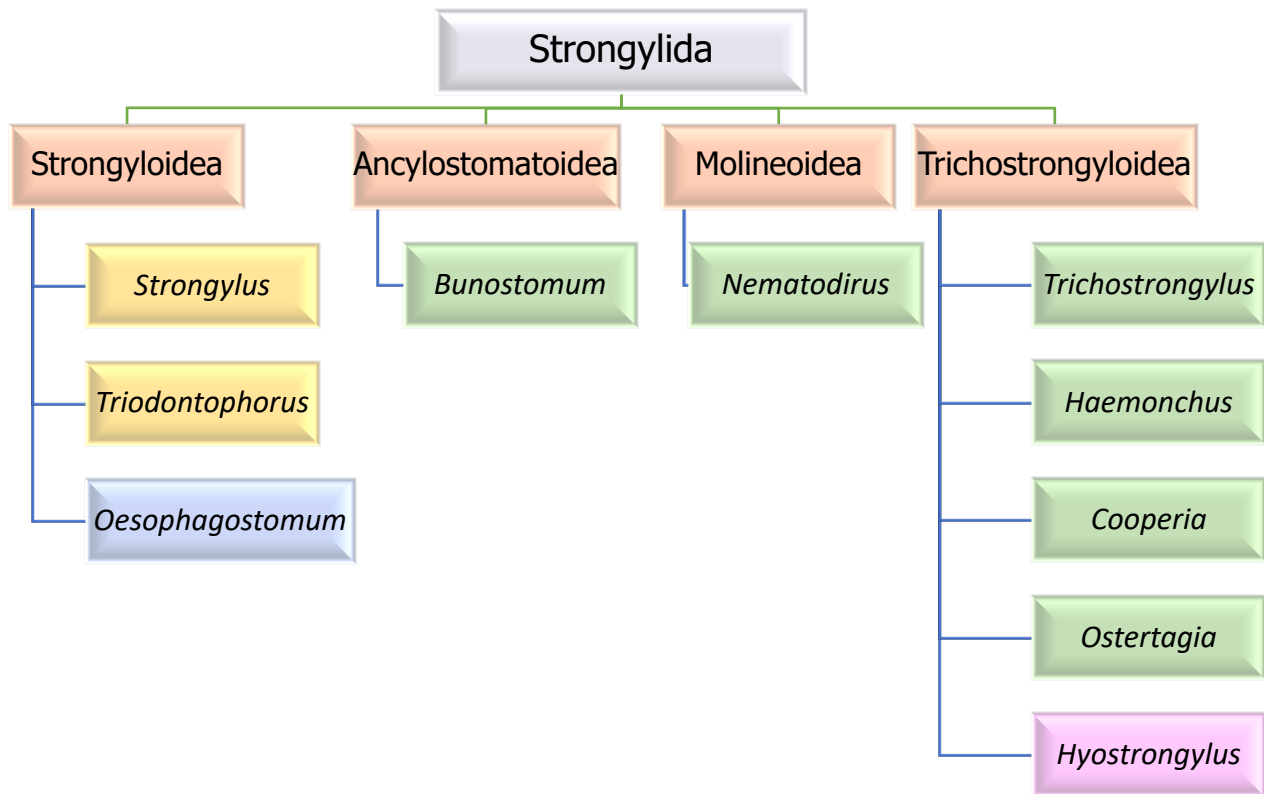 Strongylida
Strongyloidea
Ancylostomatoidea
Molineoidea
Trichostrongyloidea
Strongylus
Bunostomum
Nematodirus
Trichostrongylus
Triodontophorus
Haemonchus
Oesophagostomum
Cooperia
Ostertagia
Hyostrongylus